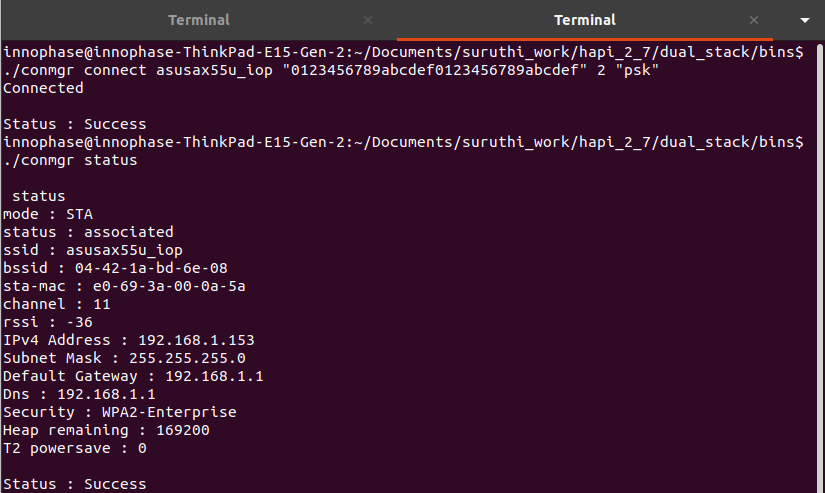 Terminal × Terminal ×
innophase@innophase-ThinkPad-E15-Gen-2:~/Documents/suruthi_work/hapi_2_7/dual_stack/bins$
./conmgr connect asusax55u_iop "0123456789abcdef0123456789abcdef" 2 "psk"
Connected
Status : Success
innophase@innophase-ThinkPad-E15-Gen-2:~/Documents/suruthi_work/hapi_2_7/dual_stack/bins$
./conmgr status
status
mode : STA
status : associated
ssid : asusax55u_iop
bssid : 04-42-1a-bd-6e-08
sta-mac : e0-69-3a-00-0a-5a
channel : 11
rssi : -36
IPv4 Address : 192.168.1.153
Subnet Mask : 255.255.255.0
Default Gateway : 192.168.1.1
Dns : 192.168.1.1
Security : WPA2-Enterprise
Heap remaining : 169200
T2 powersave : 0
Status : Success